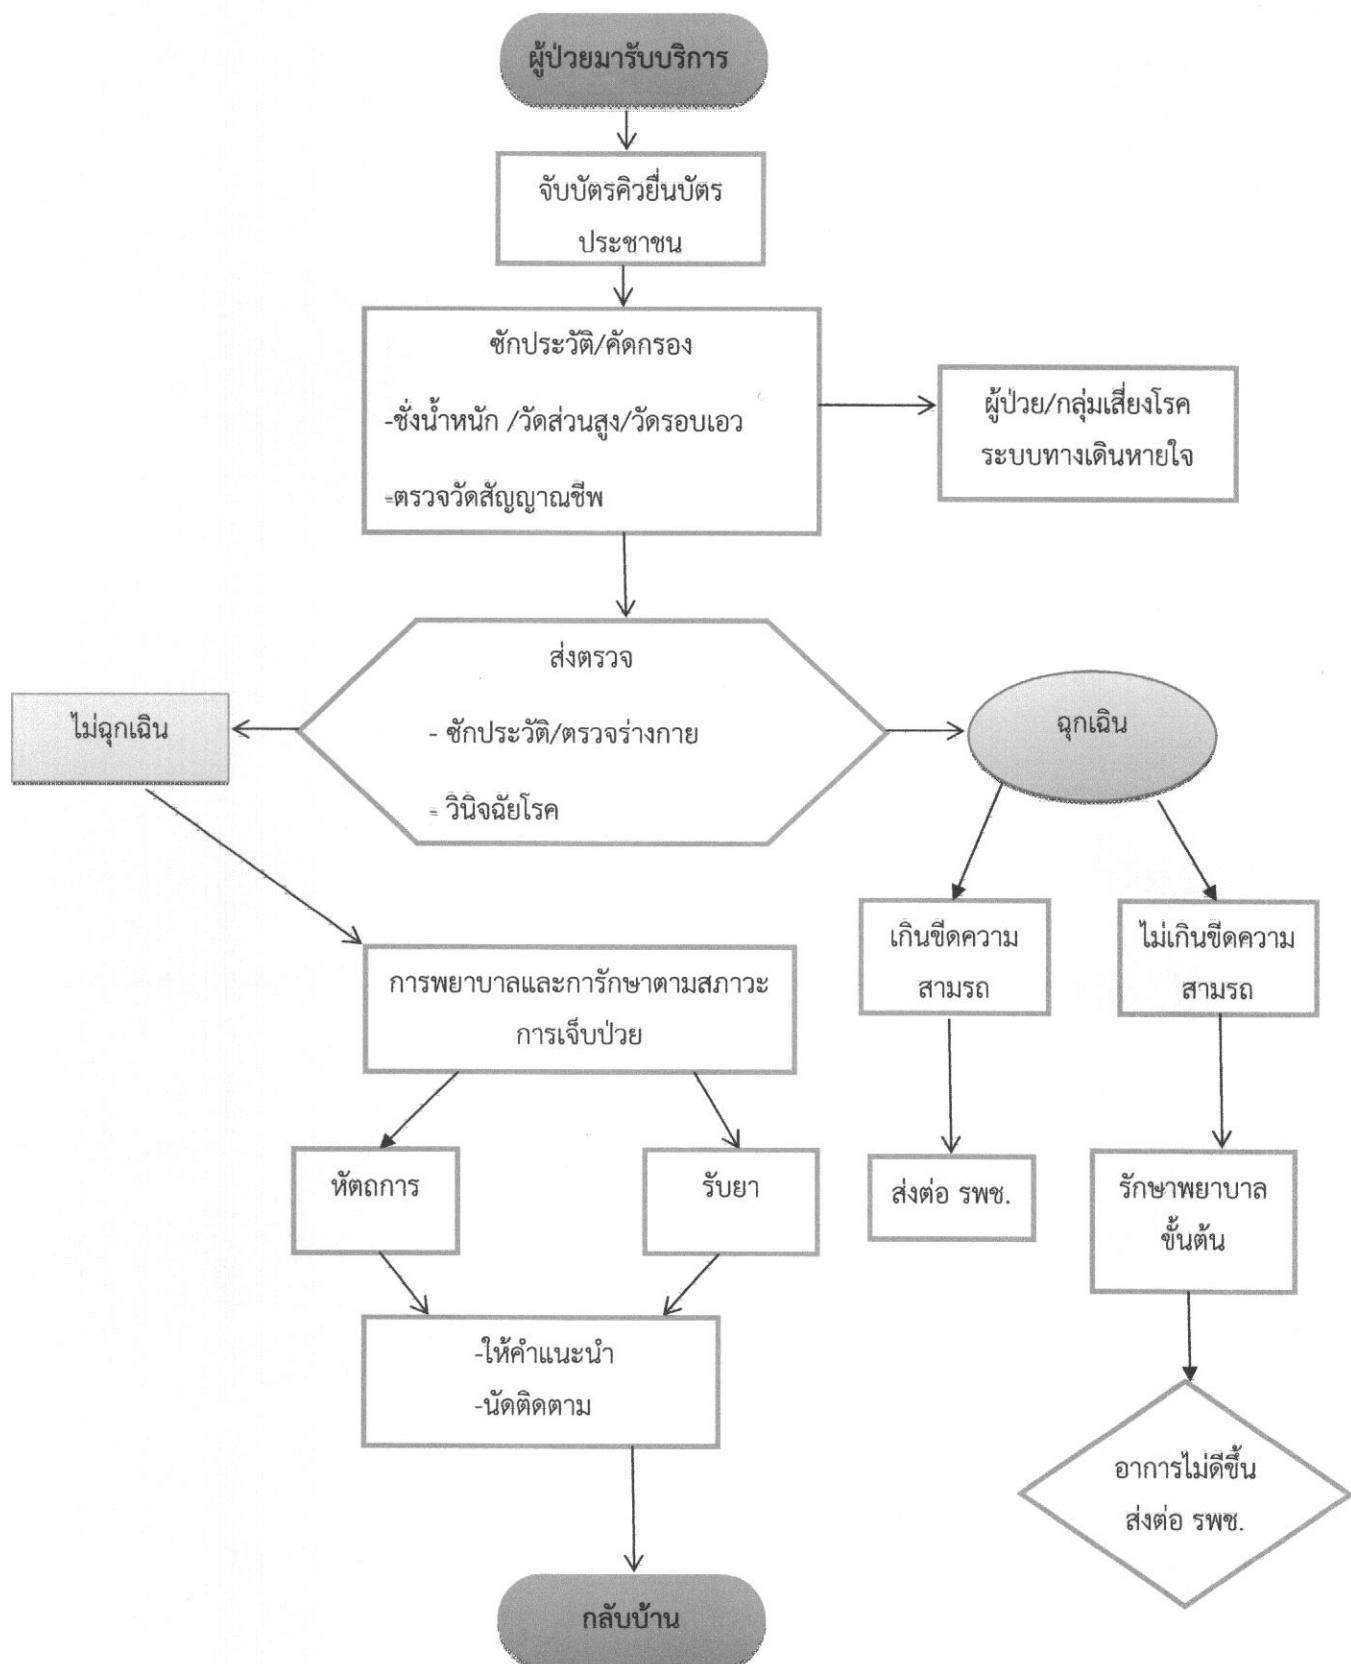 ผู้ป่วยมารับบริการ
จับบัตรคิวยื่นบัตร
ประชาชน
ซักประวัติ/คัดกรอง
-ชั่งน้ำหนัก /วัดส่วนสูง/วัดรอบเอว
-ตรวจวัดสัญญาณชีพ
ผู้ป่วย/กลุ่มเสี่ยงโรค
ระบบทางเดินหายใจ
ส่งตรวจ
- ซักประวัติ/ตรวจร่างกาย
- วินิจฉัยโรค
ไม่ฉุกเฉิน
ฉุกเฉิน
เกินขีดความ
สามรถ
ไม่เกินขีดความ
สามรถ
การพยาบาลและการักษาตามสภาวะ
การเจ็บป่วย
หัตถการ
รับยา
ส่งต่อ รพช.
รักษาพยาบาล
ขั้นต้น
-ให้คำแนะนำ
-นัดติดตาม
อาการไม่ดีขึ้น
ส่งต่อ รพช.
กลับบ้าน